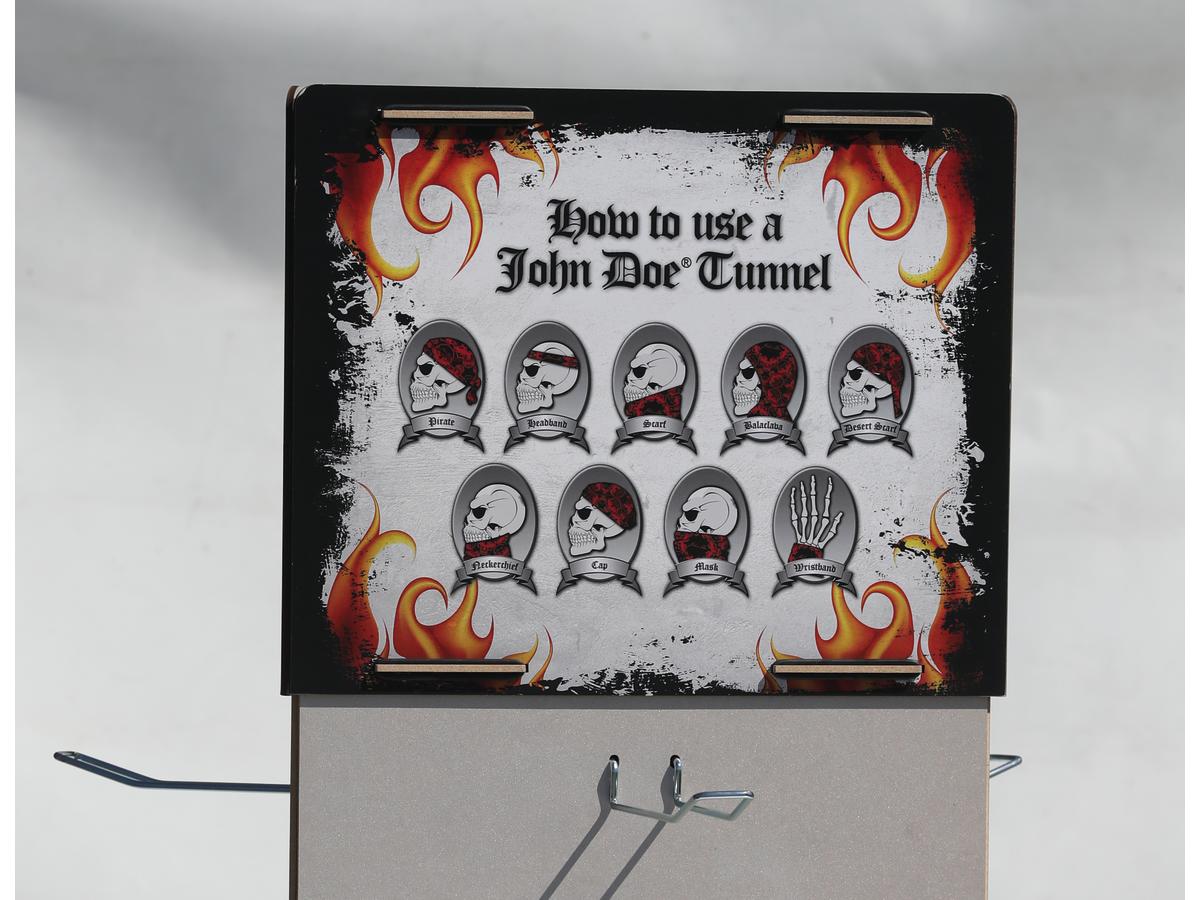 How to use a
John Doe® Tunnel
Pirate
Headband
Scarf
Balaclava
Desert Scarf
Neckerchief
Cap
Mask
Wristband